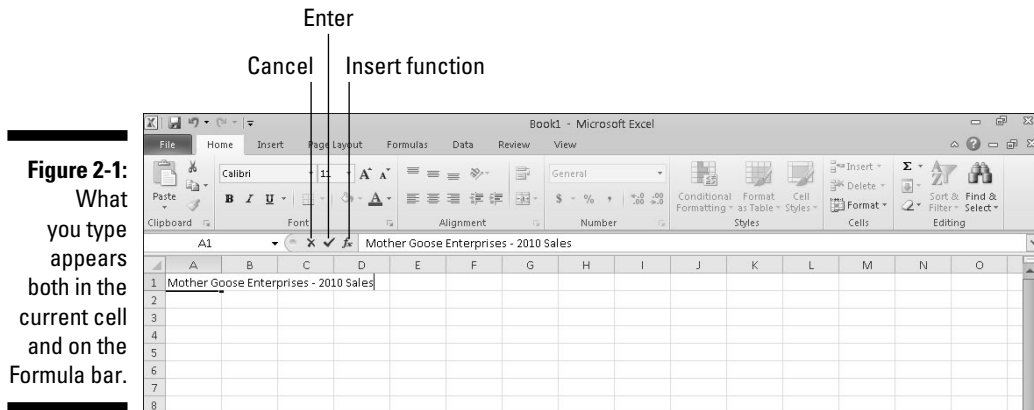 Enter
Cancel
Insert function
Figure 2-1:
What
you type
appears
both in the
current cell
and on the
Formula bar.
Book1 - Microsoft Excel
File Home Insert Page Layout Formulas Data Review View
Calibri 11 A A General Insert Σ
Paste B I U A $ % , .00 .0 Conditional Format Cell Delete Sort & Find &
Formatting as Table Styles Format Filter Select
Clipboard Font Alignment Number Styles Cells Editing
A1 fx Mother Goose Enterprises - 2010 Sales
A B C D E F G H I J K L M N O
1 Mother Goose Enterprises - 2010 Sales
2
3
4
5
6
7
8